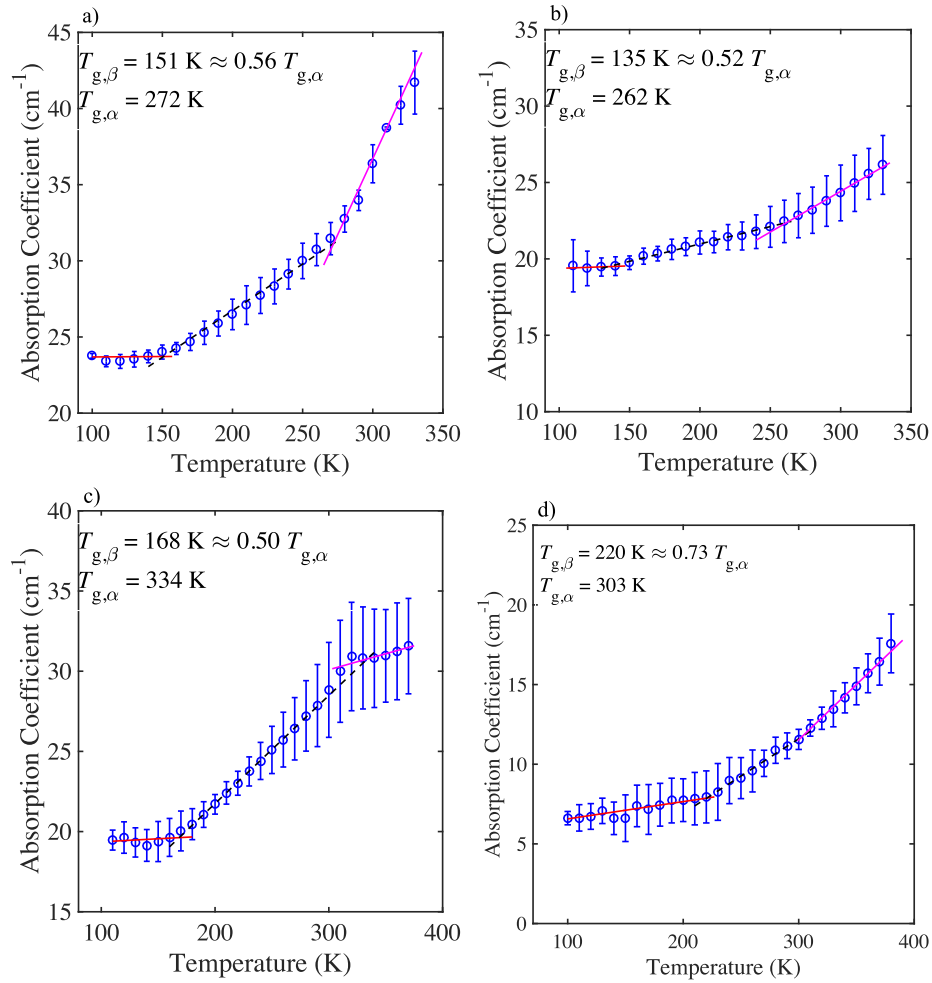 a)
T_g,β = 151 K ≈ 0.56 T_g,α
T_g,α = 272 K
45
40
35
30
25
20
Absorption Coefficient (cm⁻¹)
100 150 200 250 300 350
Temperature (K)
b)
T_g,β = 135 K ≈ 0.52 T_g,α
T_g,α = 262 K
35
30
25
20
15
10
Absorption Coefficient (cm⁻¹)
100 150 200 250 300 350
Temperature (K)
c)
T_g,β = 168 K ≈ 0.50 T_g,α
T_g,α = 334 K
40
35
30
25
20
15
Absorption Coefficient (cm⁻¹)
100 200 300 400
Temperature (K)
d)
T_g,β = 220 K ≈ 0.73 T_g,α
T_g,α = 303 K
25
20
15
10
5
0
Absorption Coefficient (cm⁻¹)
100 200 300 400
Temperature (K)